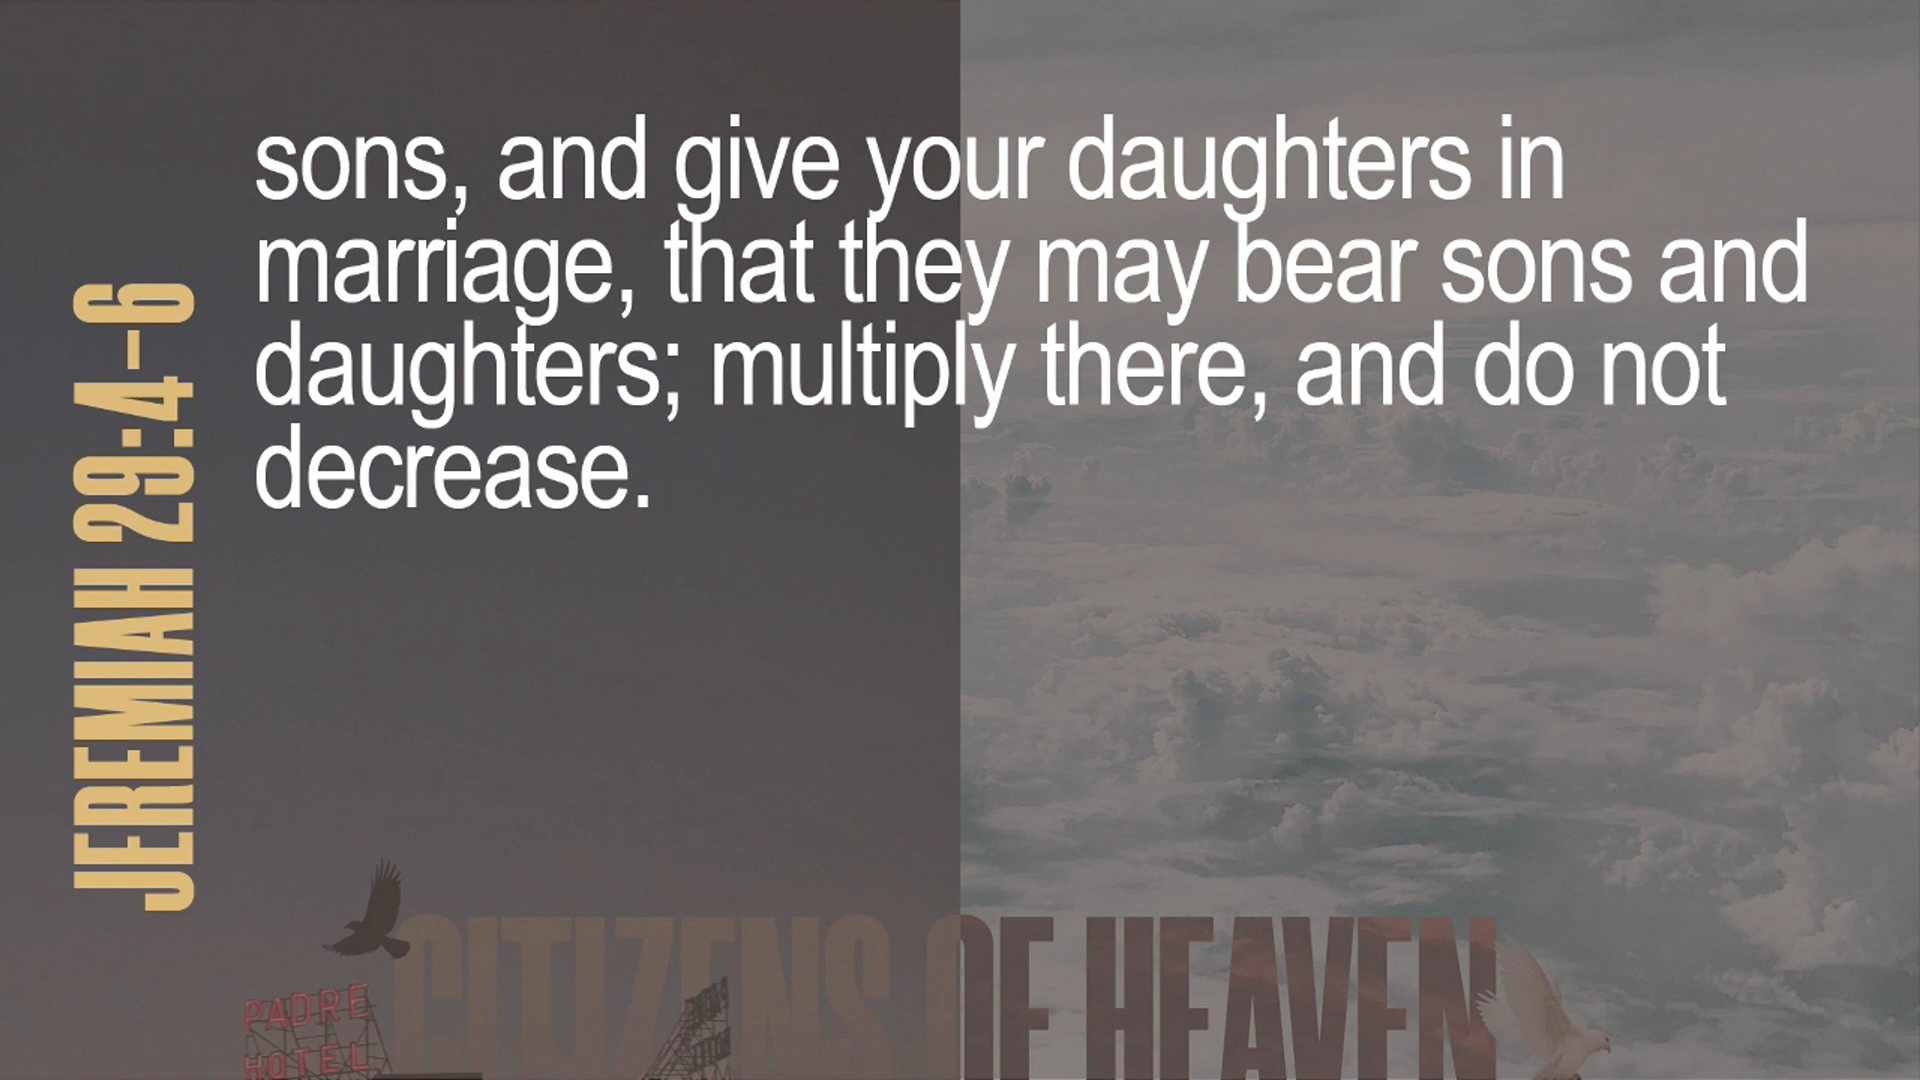 JEREMIAH 29:4–6
sons, and give your daughters in
marriage, that they may bear sons and
daughters; multiply there, and do not
decrease.
CITIZENS OF HEAVEN
PADRE
HOTEL